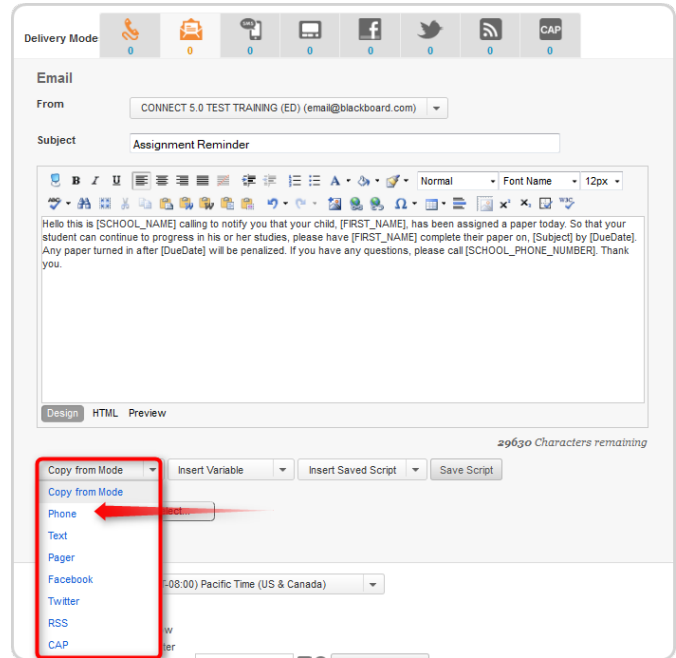 Delivery Mode
SMS
f
CAP
0 0 0 0 0 0 0 0
Email
From
CONNECT 5.0 TEST TRAINING (ED) (email@blackboard.com)
Subject
Assignment Reminder
B I U A Normal Font Name 12px
ABC Ω x² x₂ W3C
Hello this is [SCHOOL_NAME] calling to notify you that your child, [FIRST_NAME], has been assigned a paper today. So that your
student can continue to progress in his or her studies, please have [FIRST_NAME] complete their paper on, [Subject] by [DueDate].
Any paper turned in after [DueDate] will be penalized. If you have any questions, please call [SCHOOL_PHONE_NUMBER]. Thank
you.
Design HTML Preview
29630 Characters remaining
Copy from Mode Insert Variable Insert Saved Script Save Script
Copy from Mode
Phone
Text
Pager
Facebook
Twitter
RSS
CAP
-08:00) Pacific Time (US & Canada)